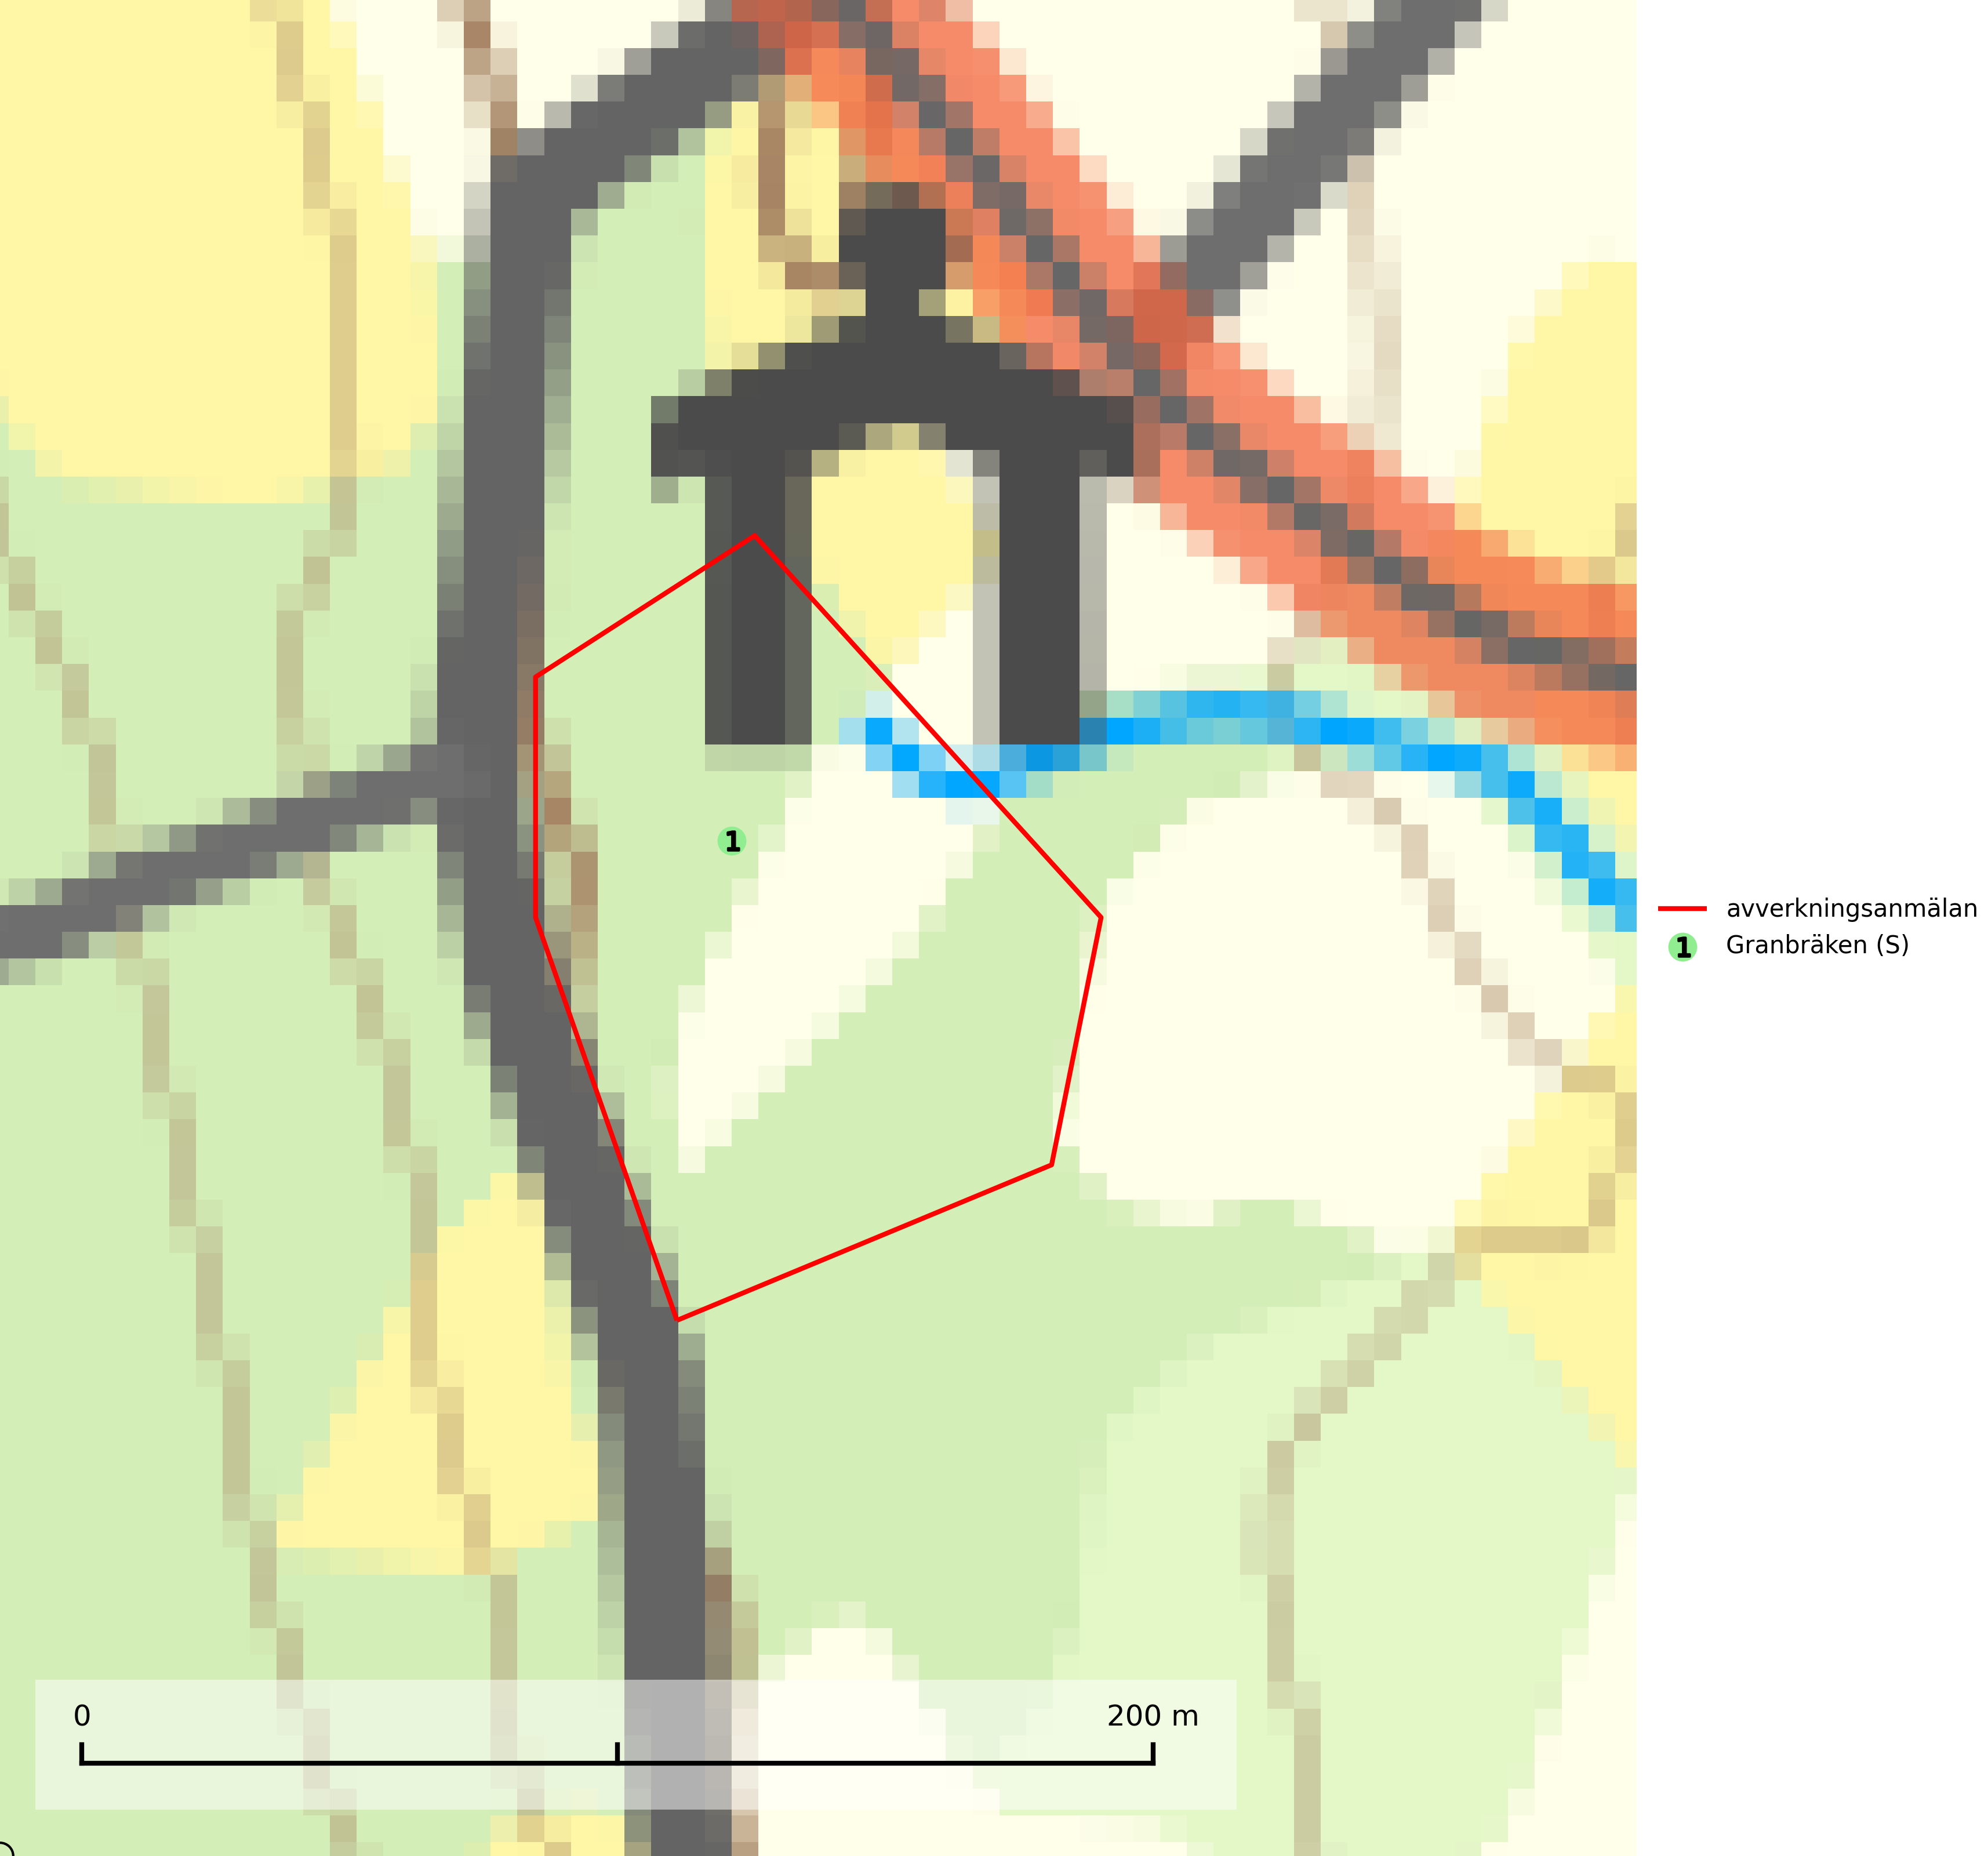 1
avverkningsanmälan
1 Granbräken (S)
0 200 m